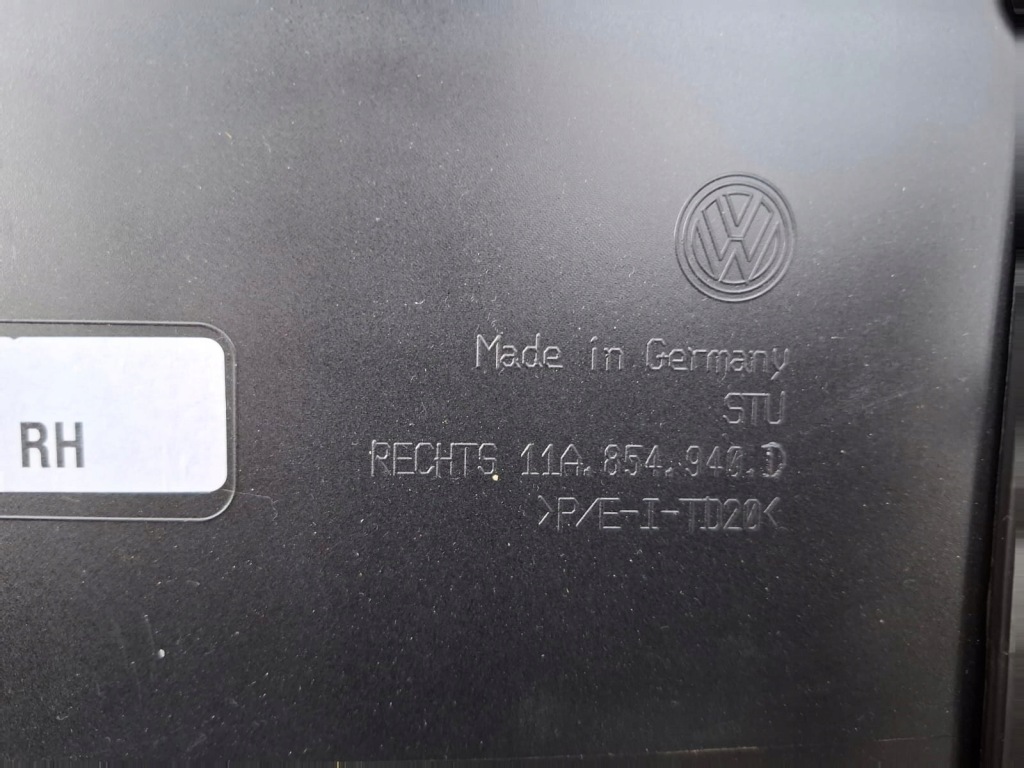 Made in Germany
STU
RH
RECHTS 11A.854.940.D
>P/E-I-TD20<